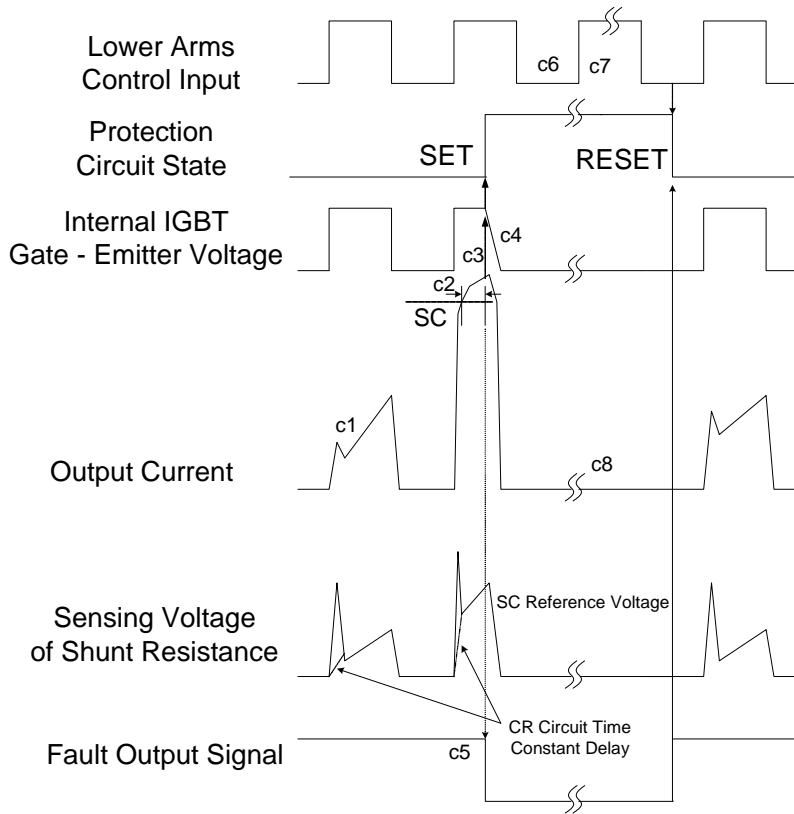 Lower Arms
Control Input
c6
c7
Protection
Circuit State
SET
RESET
Internal IGBT
Gate - Emitter Voltage
c3
c4
c2
SC
c1
Output Current
c8
SC Reference Voltage
Sensing Voltage
of Shunt Resistance
CR Circuit Time
Constant Delay
Fault Output Signal
c5